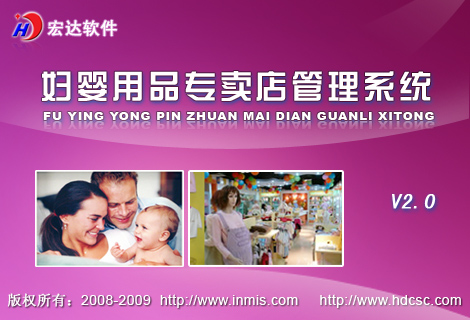 HD 宏达软件
妇婴用品专卖店管理系统
FU YING YONG PIN ZHUAN MAI DIAN GUANLI XITONG
V2.0
版权所有：2008-2009 http://www.inmis.com http://www.hdcsc.com